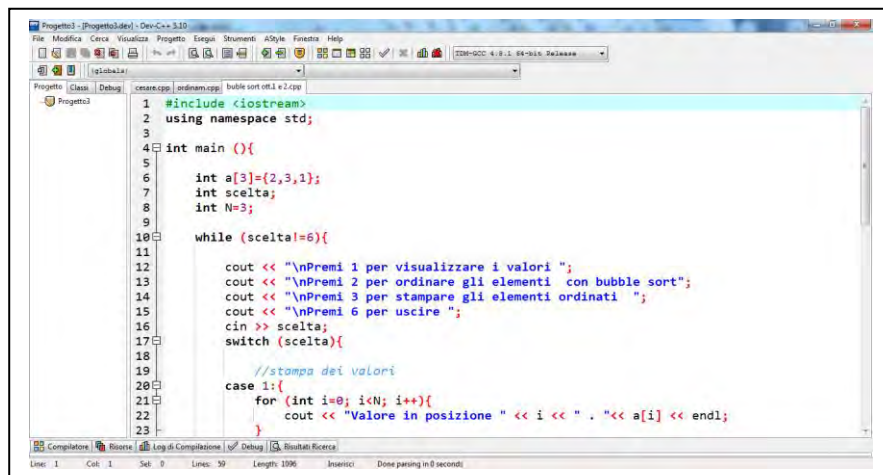 Progetto3 - [Progetto3.dev] - Dev-C++ 5.10
File Modifica Cerca Visualizza Progetto Esegui Strumenti AStyle Finestra Help
TDM-GCC 4.8.1 64-bit Release
(globals)
Progetto Classi Debug cesare.cpp ordinam.cpp buble sort ott.1 e 2.cpp
Progetto3
1 #include <iostream>
2 using namespace std;
3
4 int main (){
5
6 int a[3]={2,3,1};
7 int scelta;
8 int N=3;
9
10 while (scelta!=6){
11
12 cout << "\nPremi 1 per visualizzare i valori ";
13 cout << "\nPremi 2 per ordinare gli elementi  con bubble sort";
14 cout << "\nPremi 3 per stampare gli elementi ordinati  ";
15 cout << "\nPremi 6 per uscire ";
16 cin >> scelta;
17 switch (scelta){
18
19 //stampa dei valori
20 case 1:{
21 for (int i=0; i<N; i++){
22 cout << "Valore in posizione " << i << " . "<< a[i] << endl;
23 }
Compilatore Risorse Log di Compilazione Debug Risultati Ricerca
Line: 1 Col: 1 Sel: 0 Lines: 59 Length: 1096 Inserisci Done parsing in 0 seconds